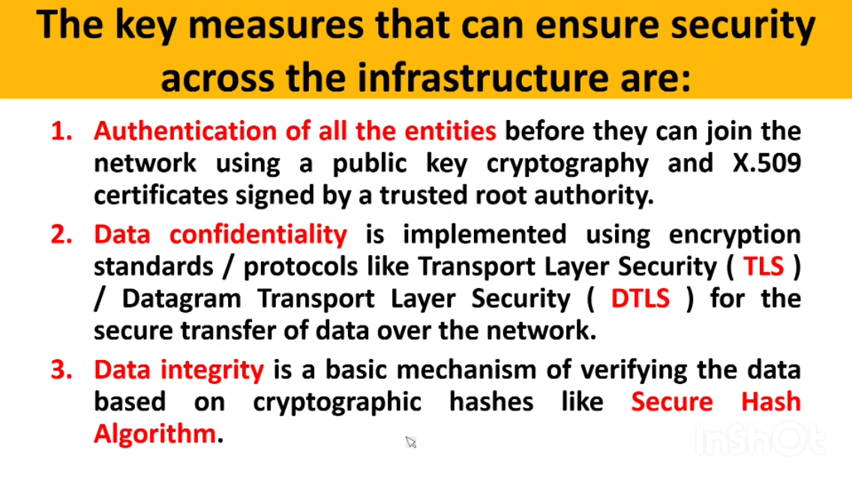 The key measures that can ensure security
across the infrastructure are:
1. Authentication of all the entities before they can join the
network using a public key cryptography and X.509
certificates signed by a trusted root authority.
2. Data confidentiality is implemented using encryption
standards / protocols like Transport Layer Security ( TLS )
/ Datagram Transport Layer Security ( DTLS ) for the
secure transfer of data over the network.
3. Data integrity is a basic mechanism of verifying the data
based on cryptographic hashes like Secure Hash
Algorithm.
InShOt